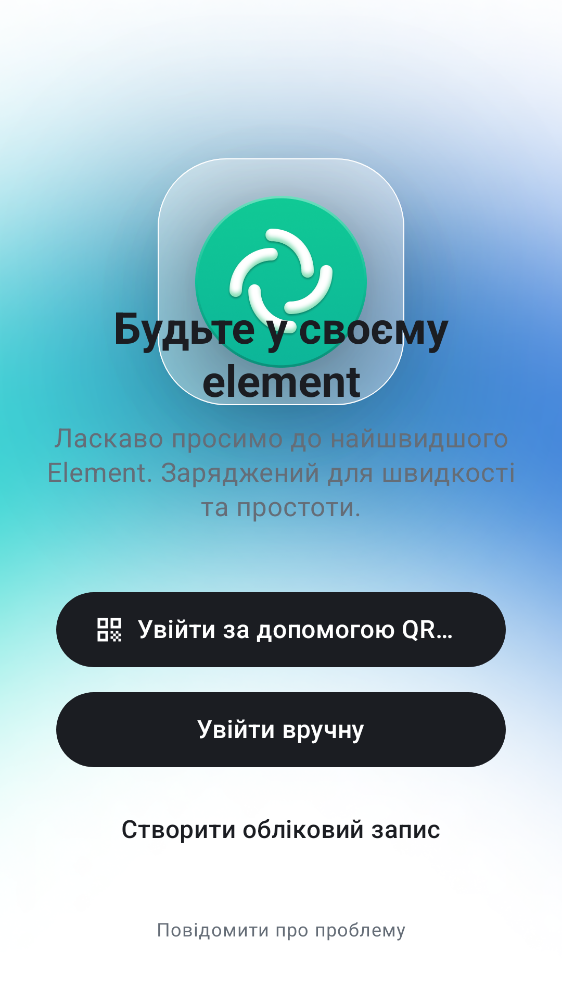 Будьте у своєму
element
Ласкаво просимо до найшвидшого
Element. Заряджений для швидкості
та простоти.
Увійти за допомогою QR…
Увійти вручну
Створити обліковий запис
Повідомити про проблему